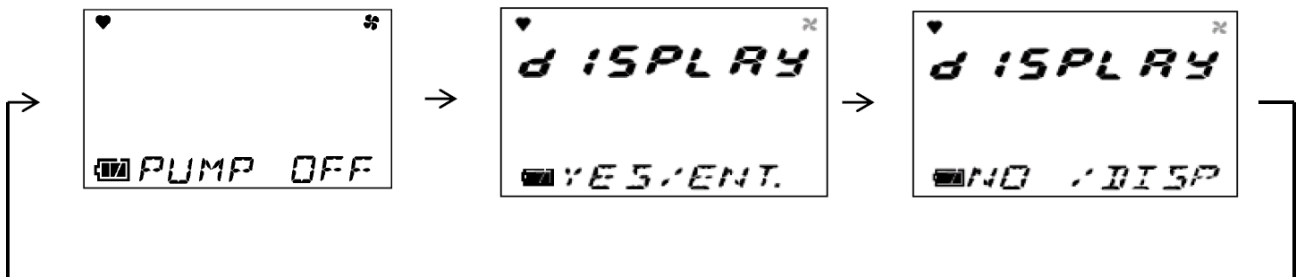 PUMP OFF
dISPLAY
YES/ENT.
dISPLAY
NO /DISP